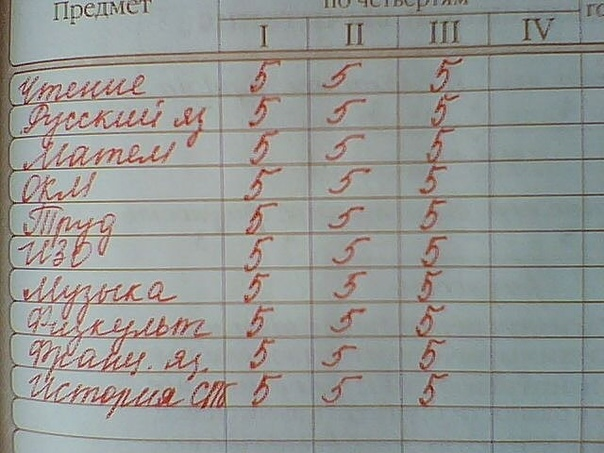 Предмет по четвертям го
I II III IV
Чтение 5 5 5
Русский яз 5 5 5
Матем 5 5 5
ОКМ 5 5 5
Труд 5 5 5
ИЗО 5 5 5
Музыка 5 5 5
Физкульт 5 5 5
Франц. яз. 5 5 5
История СПб 5 5 5